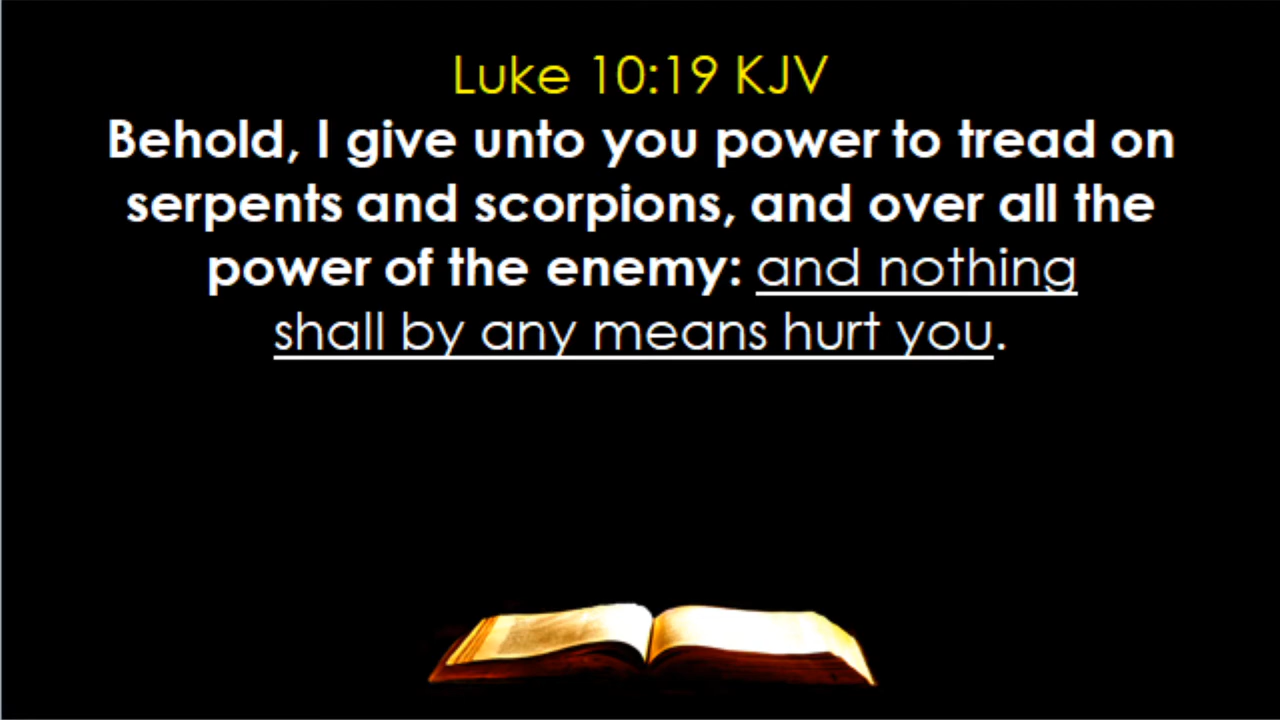 Luke 10:19 KJV
Behold, I give unto you power to tread on
serpents and scorpions, and over all the
power of the enemy: and nothing
shall by any means hurt you.